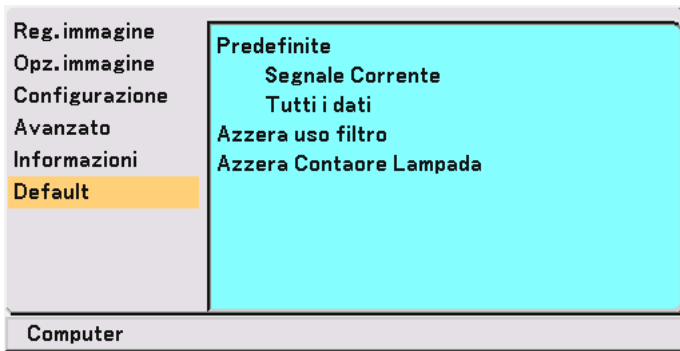 Reg.immagine
Opz.immagine
Configurazione
Avanzato
Informazioni
Default
Predefinite
Segnale Corrente
Tutti i dati
Azzera uso filtro
Azzera Contaore Lampada
Computer